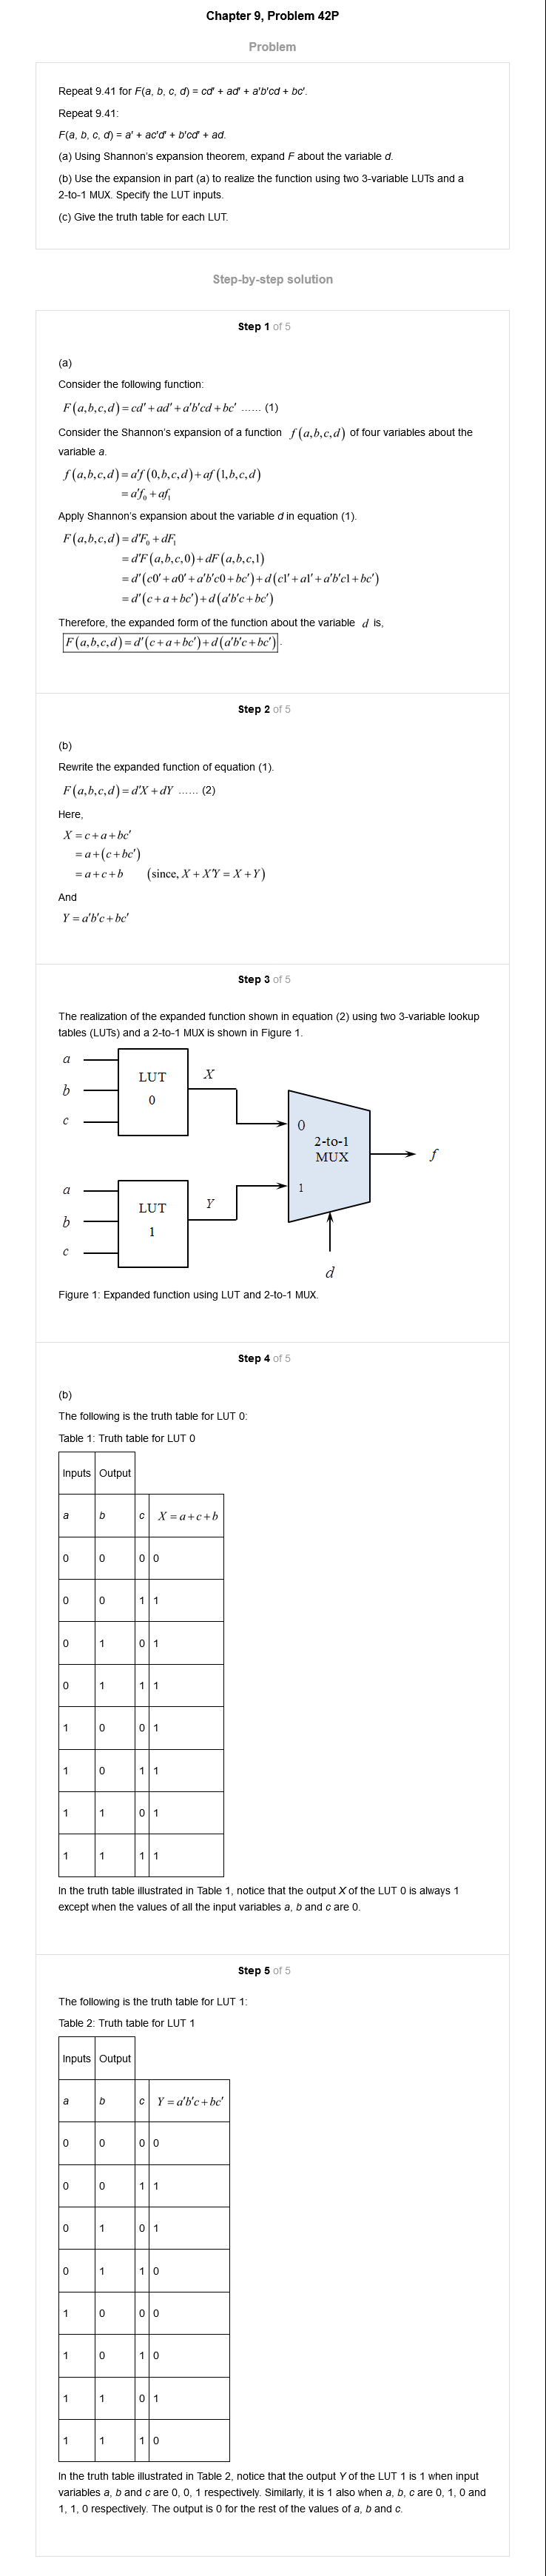 Chapter 9, Problem 42P
Problem
Repeat 9.41 for F(a, b, c, d) = cd′ + ad′ + a′b′cd + bc′.
Repeat 9.41:
F(a, b, c, d) = a′ + ac′d′ + b′cd′ + ad.
(a) Using Shannon's expansion theorem, expand F about the variable d.
(b) Use the expansion in part (a) to realize the function using two 3-variable LUTs and a
2-to-1 MUX. Specify the LUT inputs.
(c) Give the truth table for each LUT.
Step-by-step solution
Step 1 of 5
(a)
Consider the following function:
F(a,b,c,d) = cd′ + ad′ + a′b′cd + bc′ ...... (1)
Consider the Shannon's expansion of a function f(a,b,c,d) of four variables about the
variable a.
f(a,b,c,d) = a′f(0,b,c,d) + af(1,b,c,d)
= a′f₀ + af₁
Apply Shannon's expansion about the variable d in equation (1).
F(a,b,c,d) = d′F₀ + dF₁
= d′F(a,b,c,0) + dF(a,b,c,1)
= d′(c0′ + a0′ + a′b′c0 + bc′) + d(c1′ + a1′ + a′b′c1 + bc′)
= d′(c + a + bc′) + d(a′b′c + bc′)
Therefore, the expanded form of the function about the variable d is,
F(a,b,c,d) = d′(c + a + bc′) + d(a′b′c + bc′).
Step 2 of 5
(b)
Rewrite the expanded function of equation (1).
F(a,b,c,d) = d′X + dY ...... (2)
Here,
X = c + a + bc′
= a + (c + bc′)
= a + c + b (since, X + X′Y = X + Y)
And
Y = a′b′c + bc′
Step 3 of 5
The realization of the expanded function shown in equation (2) using two 3-variable lookup
tables (LUTs) and a 2-to-1 MUX is shown in Figure 1.
a
b
c
LUT
0
X
0
2-to-1
MUX
1
f
a
b
c
LUT
1
Y
d
Figure 1: Expanded function using LUT and 2-to-1 MUX.
Step 4 of 5
(b)
The following is the truth table for LUT 0:
Table 1: Truth table for LUT 0
Inputs Output
a b c X = a + c + b
0 0 0 0
0 0 1 1
0 1 0 1
0 1 1 1
1 0 0 1
1 0 1 1
1 1 0 1
1 1 1 1
In the truth table illustrated in Table 1, notice that the output X of the LUT 0 is always 1
except when the values of all the input variables a, b and c are 0.
Step 5 of 5
The following is the truth table for LUT 1:
Table 2: Truth table for LUT 1
Inputs Output
a b c Y = a′b′c + bc′
0 0 0 0
0 0 1 1
0 1 0 1
0 1 1 0
1 0 0 0
1 0 1 0
1 1 0 1
1 1 1 0
In the truth table illustrated in Table 2, notice that the output Y of the LUT 1 is 1 when input
variables a, b and c are 0, 0, 1 respectively. Similarly, it is 1 also when a, b, c are 0, 1, 0 and
1, 1, 0 respectively. The output is 0 for the rest of the values of a, b and c.